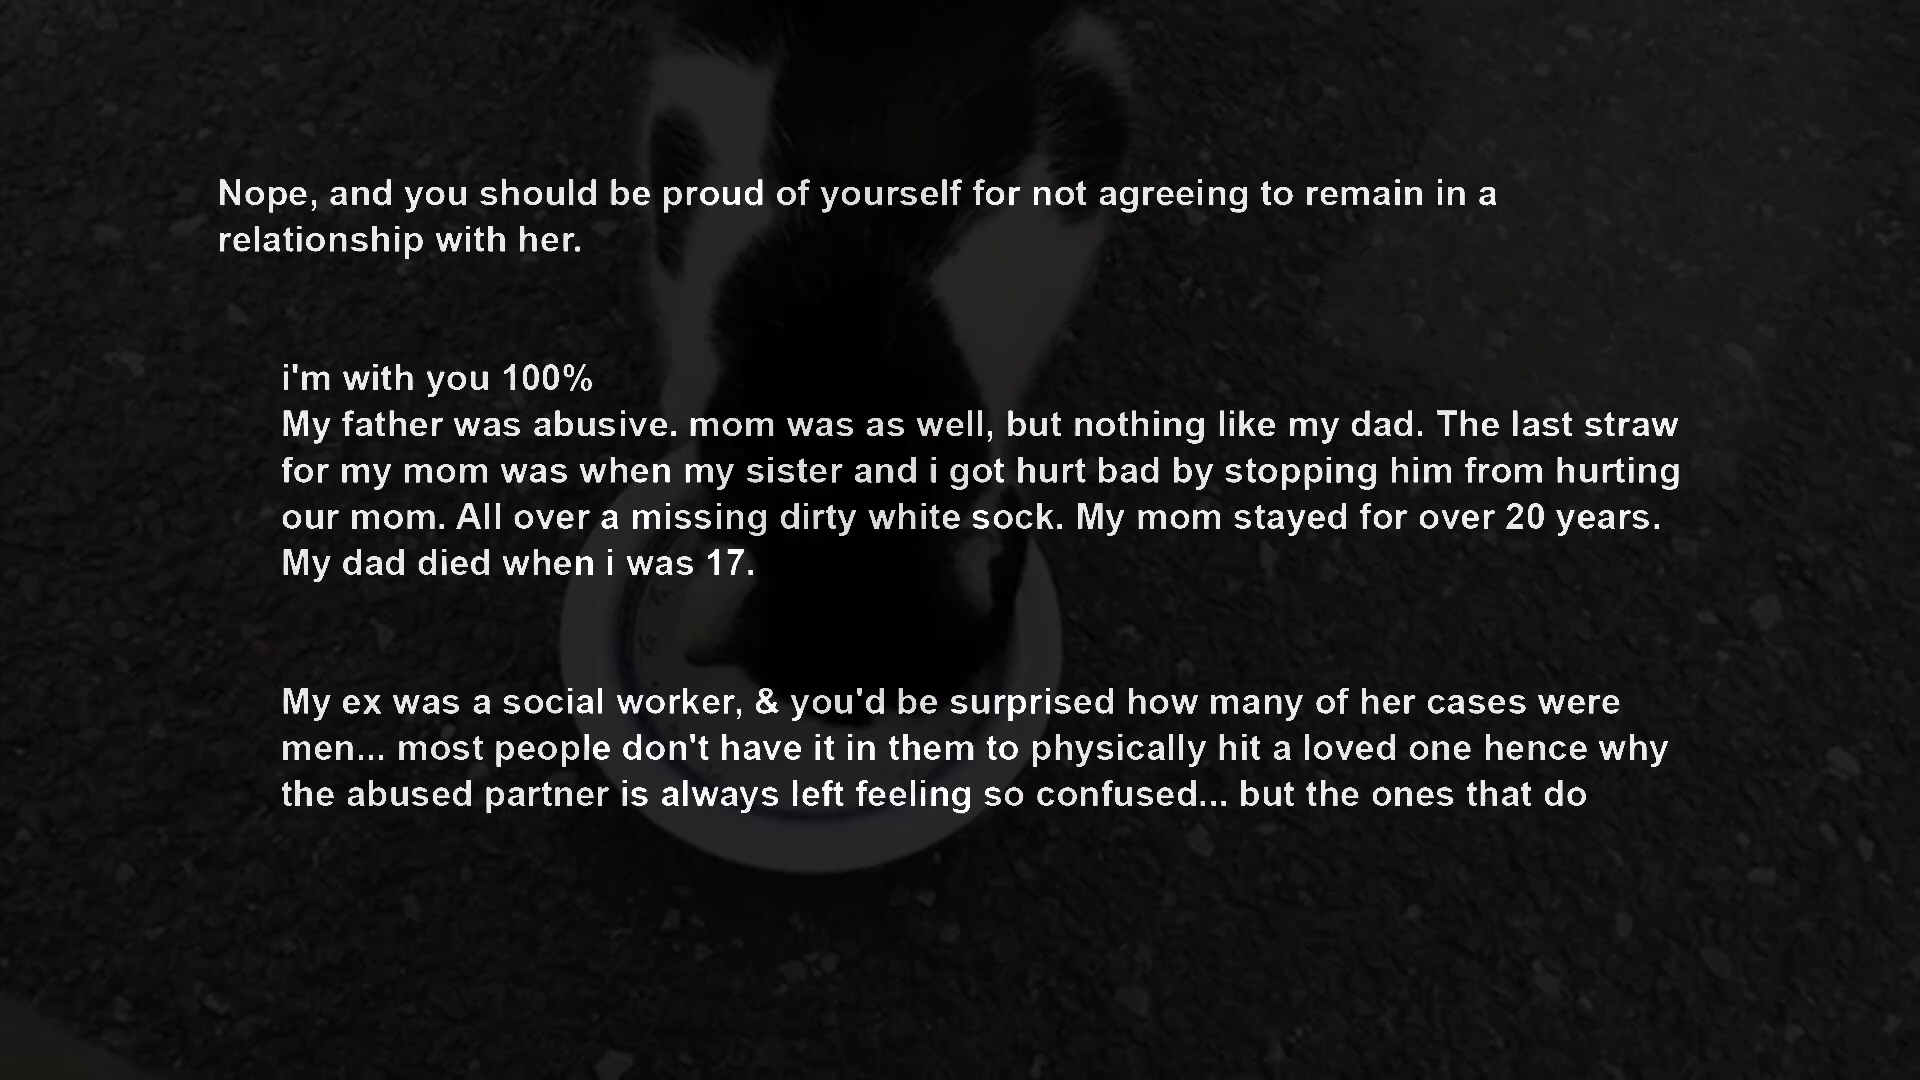 Nope, and you should be proud of yourself for not agreeing to remain in a
relationship with her.
i'm with you 100%
My father was abusive. mom was as well, but nothing like my dad. The last straw
for my mom was when my sister and i got hurt bad by stopping him from hurting
our mom. All over a missing dirty white sock. My mom stayed for over 20 years.
My dad died when i was 17.
My ex was a social worker, & you'd be surprised how many of her cases were
men... most people don't have it in them to physically hit a loved one hence why
the abused partner is always left feeling so confused... but the ones that do